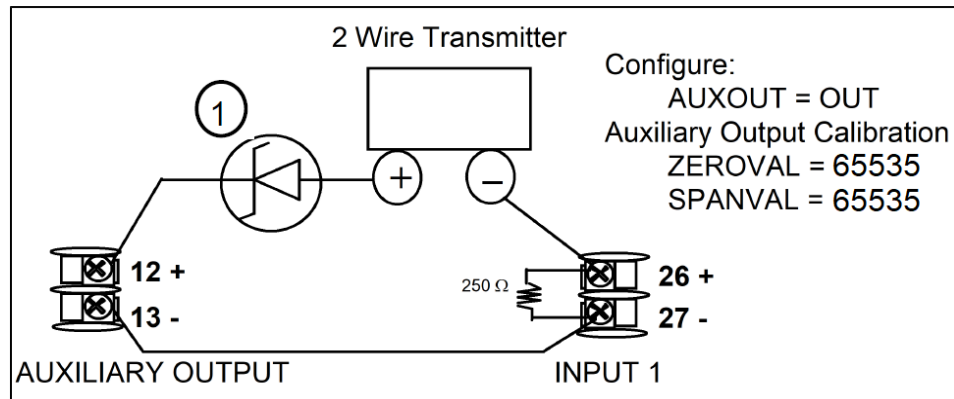 2 Wire Transmitter
Configure:
AUXOUT = OUT
Auxiliary Output Calibration
ZEROVAL = 65535
SPANVAL = 65535
1
+
−
12 +
13 -
250 Ω
26 +
27 -
AUXILIARY OUTPUT
INPUT 1